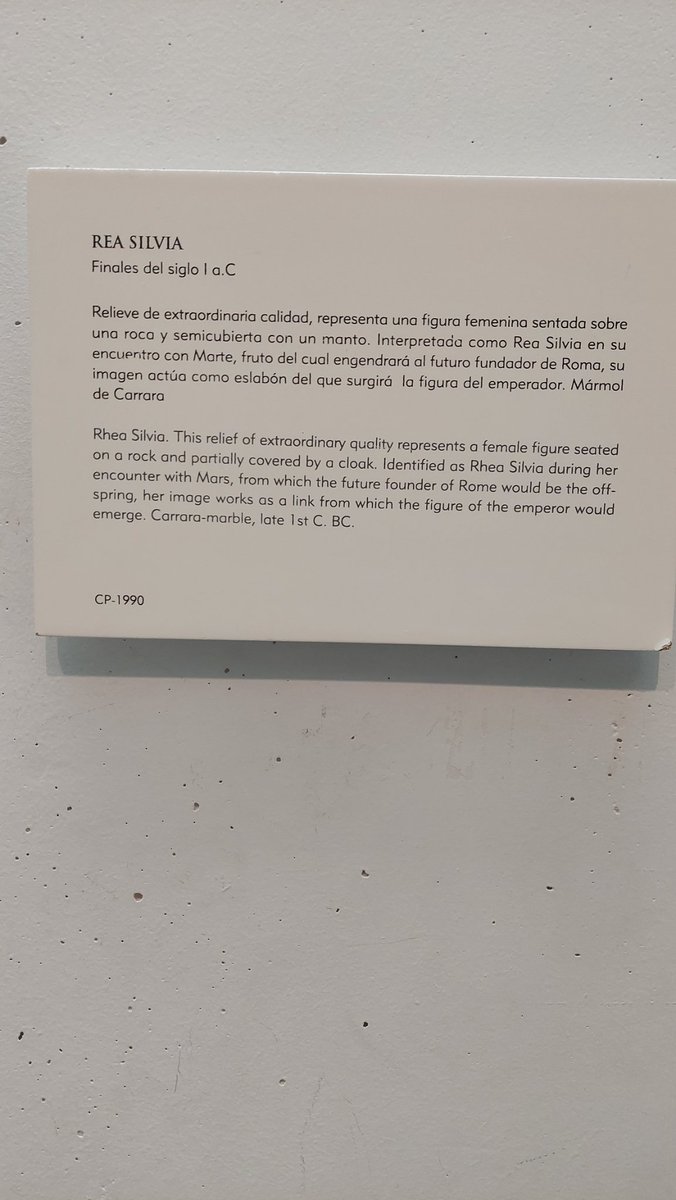 REA SILVIA
Finales del siglo I a.C
Relieve de extraordinaria calidad, representa una figura femenina sentada sobre
una roca y semicubierta con un manto. Interpretada como Rea Silvia en su
encuentro con Marte, fruto del cual engendrará al futuro fundador de Roma, su
imagen actúa como eslabón del que surgirá la figura del emperador. Mármol
de Carrara
Rhea Silvia. This relief of extraordinary quality represents a female figure seated
on a rock and partially covered by a cloak. Identified as Rhea Silvia during her
encounter with Mars, from which the future founder of Rome would be the off-
spring, her image works as a link from which the figure of the emperor would
emerge. Carrara-marble, late 1st C. BC.
CP-1990